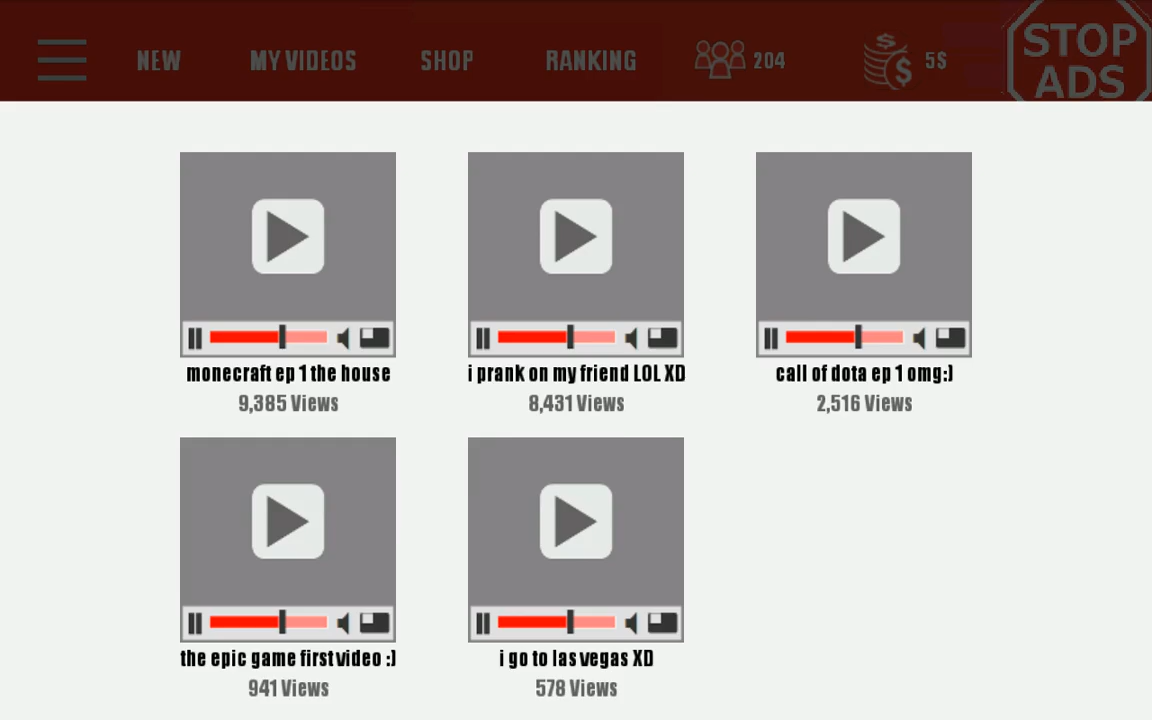 NEW MY VIDEOS SHOP RANKING 204 5$ STOP ADS
monecraft ep 1 the house
9,385 Views
i prank on my friend LOL XD
8,431 Views
call of dota ep 1 omg:)
2,516 Views
the epic game first video :)
941 Views
i go to las vegas XD
578 Views